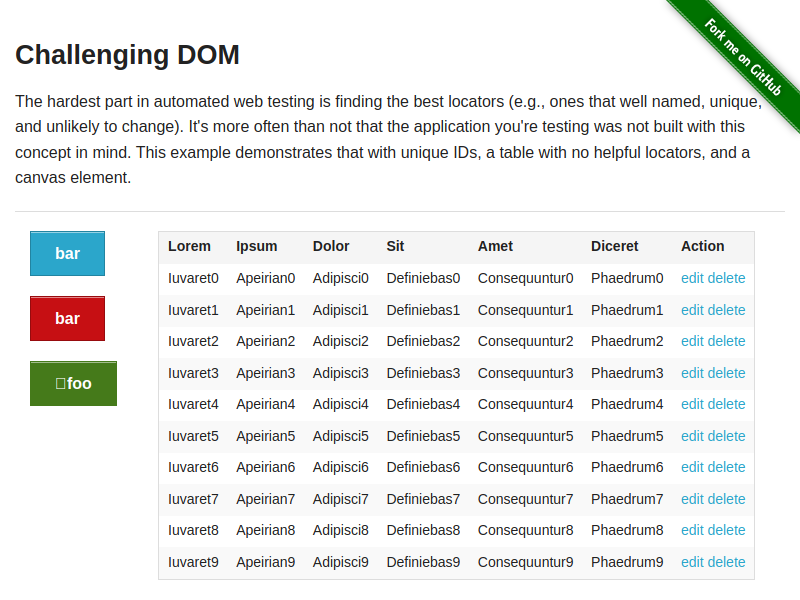 Fork me on GitHub
Challenging DOM
The hardest part in automated web testing is finding the best locators (e.g., ones that well named, unique,
and unlikely to change). It's more often than not that the application you're testing was not built with this
concept in mind. This example demonstrates that with unique IDs, a table with no helpful locators, and a
canvas element.
bar
bar
foo
Lorem Ipsum Dolor Sit Amet Diceret Action
Iuvaret0 Apeirian0 Adipisci0 Definiebas0 Consequuntur0 Phaedrum0 edit delete
Iuvaret1 Apeirian1 Adipisci1 Definiebas1 Consequuntur1 Phaedrum1 edit delete
Iuvaret2 Apeirian2 Adipisci2 Definiebas2 Consequuntur2 Phaedrum2 edit delete
Iuvaret3 Apeirian3 Adipisci3 Definiebas3 Consequuntur3 Phaedrum3 edit delete
Iuvaret4 Apeirian4 Adipisci4 Definiebas4 Consequuntur4 Phaedrum4 edit delete
Iuvaret5 Apeirian5 Adipisci5 Definiebas5 Consequuntur5 Phaedrum5 edit delete
Iuvaret6 Apeirian6 Adipisci6 Definiebas6 Consequuntur6 Phaedrum6 edit delete
Iuvaret7 Apeirian7 Adipisci7 Definiebas7 Consequuntur7 Phaedrum7 edit delete
Iuvaret8 Apeirian8 Adipisci8 Definiebas8 Consequuntur8 Phaedrum8 edit delete
Iuvaret9 Apeirian9 Adipisci9 Definiebas9 Consequuntur9 Phaedrum9 edit delete